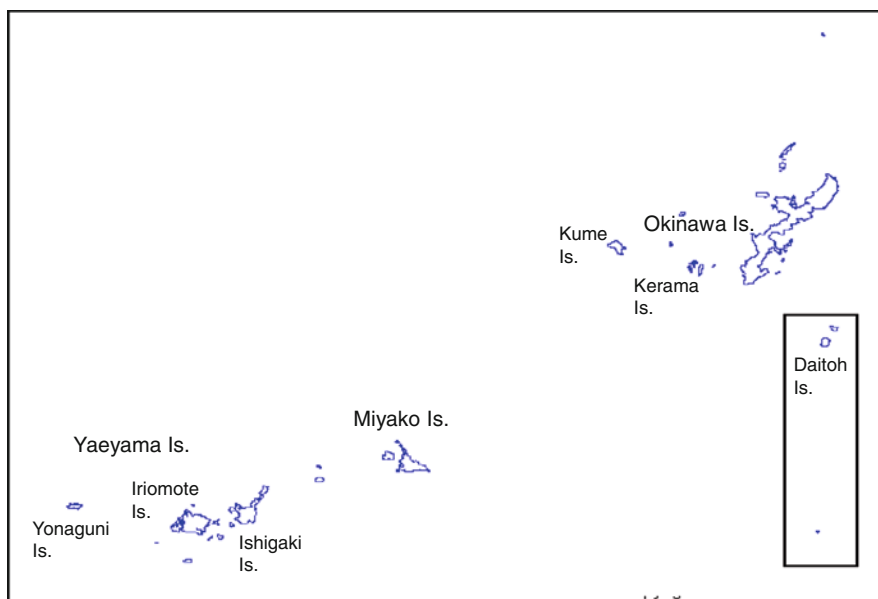 Okinawa Is.
Kume
Is.
Kerama
Is.
Daitoh
Is.
Miyako Is.
Yaeyama Is.
Iriomote
Is.
Yonaguni
Is.
Ishigaki
Is.